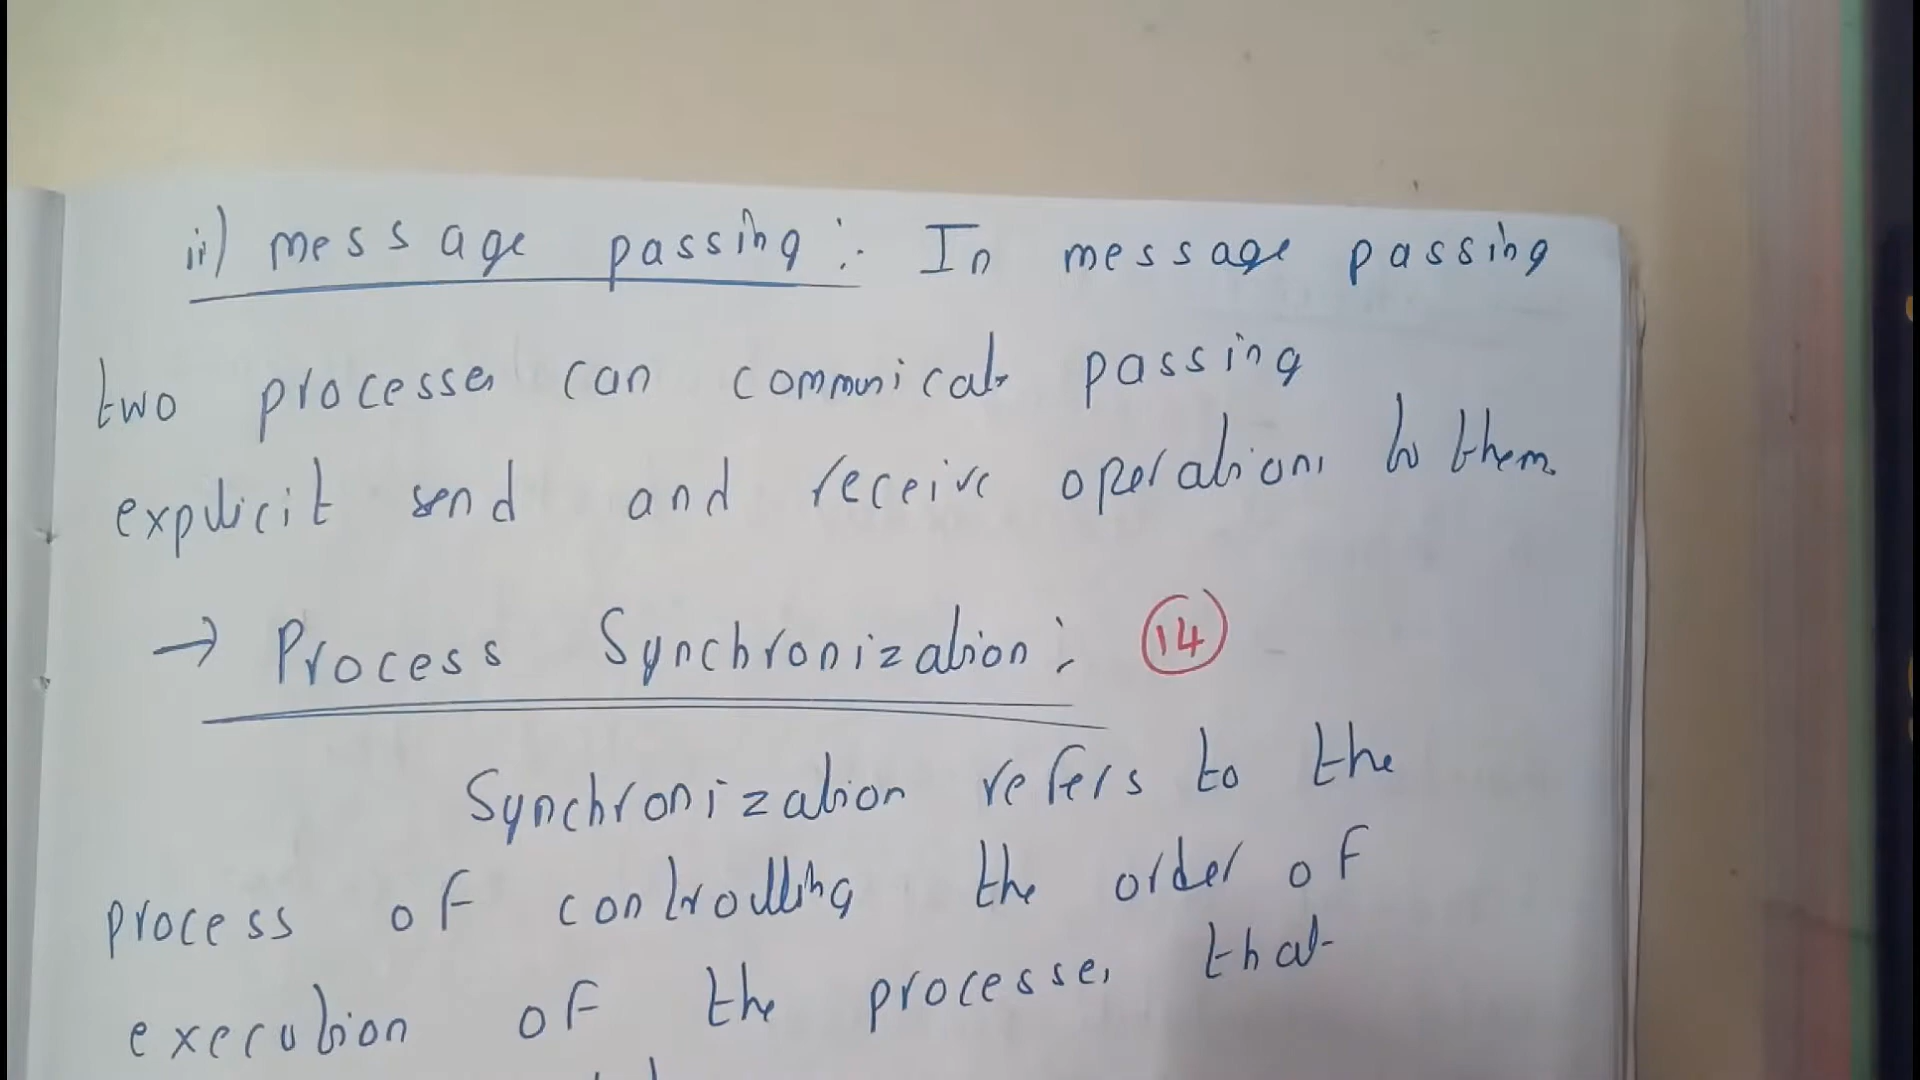 ii) message passing :- In message passing
two processes can communicat passing
explicit send and receive operations to them.
→ Process Synchronization :- 14
Synchronization refers to the
process of controlling the order of
execution of the processes that